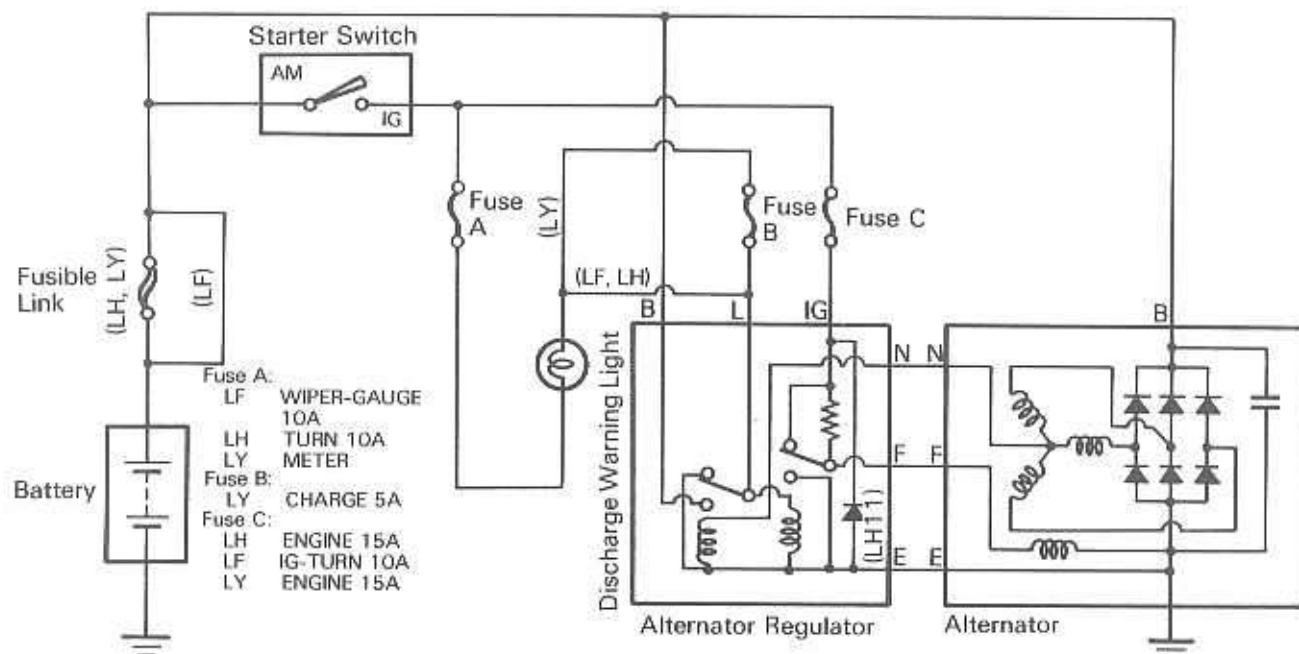 Starter Switch
AM
IG
Fuse A
(LY)
Fuse B
Fuse C
Fusible Link
(LH, LY)
(LF)
(LF, LH)
B
L
IG
B
N
N
F
F
E
E
(LH11)
Discharge Warning Light
Battery
Fuse A:
LF WIPER-GAUGE 10A
LH TURN 10A
LY METER
Fuse B:
LY CHARGE 5A
Fuse C:
LH ENGINE 15A
LF IG-TURN 10A
LY ENGINE 15A
Alternator Regulator
Alternator